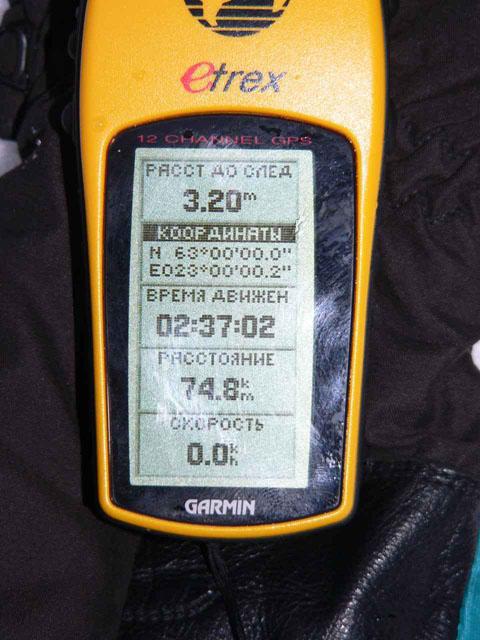 etrex
12 CHANNEL GPS
РАССТ ДО СЛЕД
3.20m
КООРДИНАТЫ
N 63°00'00.0"
E023°00'00.2"
ВРЕМЯ ДВИЖЕН
02:37:02
РАССТОЯНИЕ
74.8km
СКОРОСТЬ
0.0kh
GARMIN